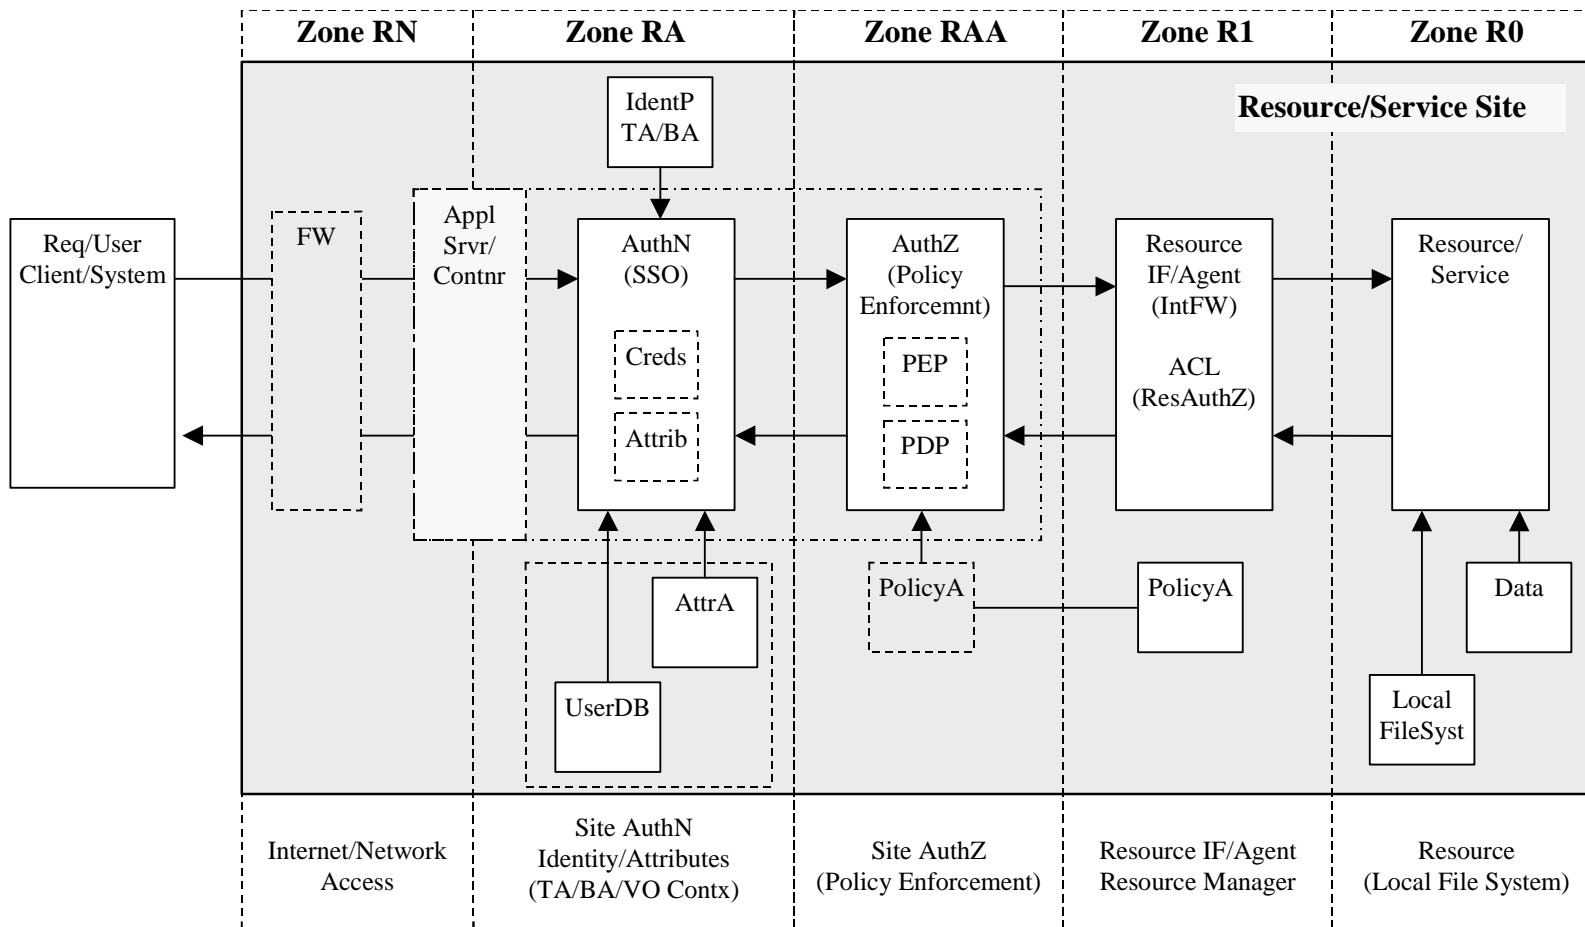 Zone RN
Zone RA
Zone RAA
Zone R1
Zone R0
Resource/Service Site
IdentP
TA/BA
Req/User
Client/System
FW
Appl
Srvr/
Contnr
AuthN
(SSO)
Creds
Attrib
AuthZ
(Policy
Enforcemnt)
PEP
PDP
Resource
IF/Agent
(IntFW)
ACL
(ResAuthZ)
Resource/
Service
AttrA
UserDB
PolicyA
PolicyA
Data
Local
FileSyst
Internet/Network
Access
Site AuthN
Identity/Attributes
(TA/BA/VO Contx)
Site AuthZ
(Policy Enforcement)
Resource IF/Agent
Resource Manager
Resource
(Local File System)